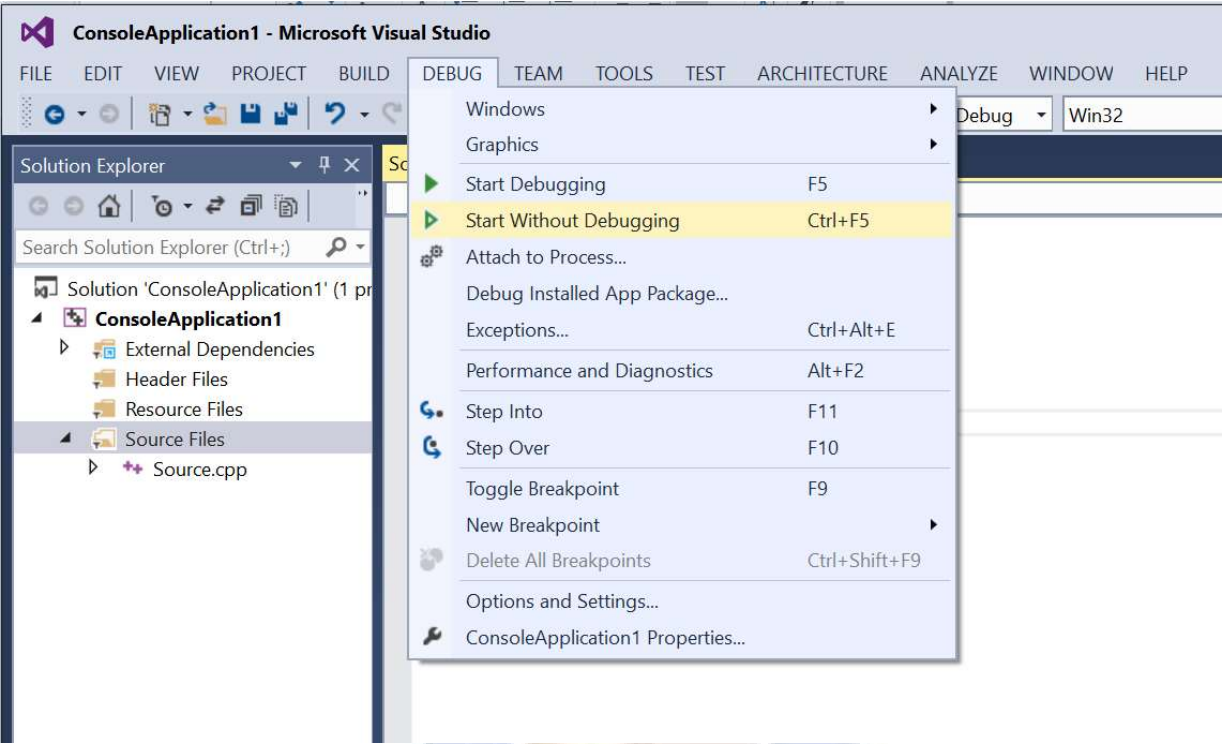 ConsoleApplication1 - Microsoft Visual Studio
FILE EDIT VIEW PROJECT BUILD DEBUG TEAM TOOLS TEST ARCHITECTURE ANALYZE WINDOW HELP
Debug Win32
Solution Explorer
Search Solution Explorer (Ctrl+;)
Solution 'ConsoleApplication1' (1 pr
ConsoleApplication1
External Dependencies
Header Files
Resource Files
Source Files
Source.cpp
Sc
Windows
Graphics
Start Debugging F5
Start Without Debugging Ctrl+F5
Attach to Process...
Debug Installed App Package...
Exceptions... Ctrl+Alt+E
Performance and Diagnostics Alt+F2
Step Into F11
Step Over F10
Toggle Breakpoint F9
New Breakpoint
Delete All Breakpoints Ctrl+Shift+F9
Options and Settings...
ConsoleApplication1 Properties...